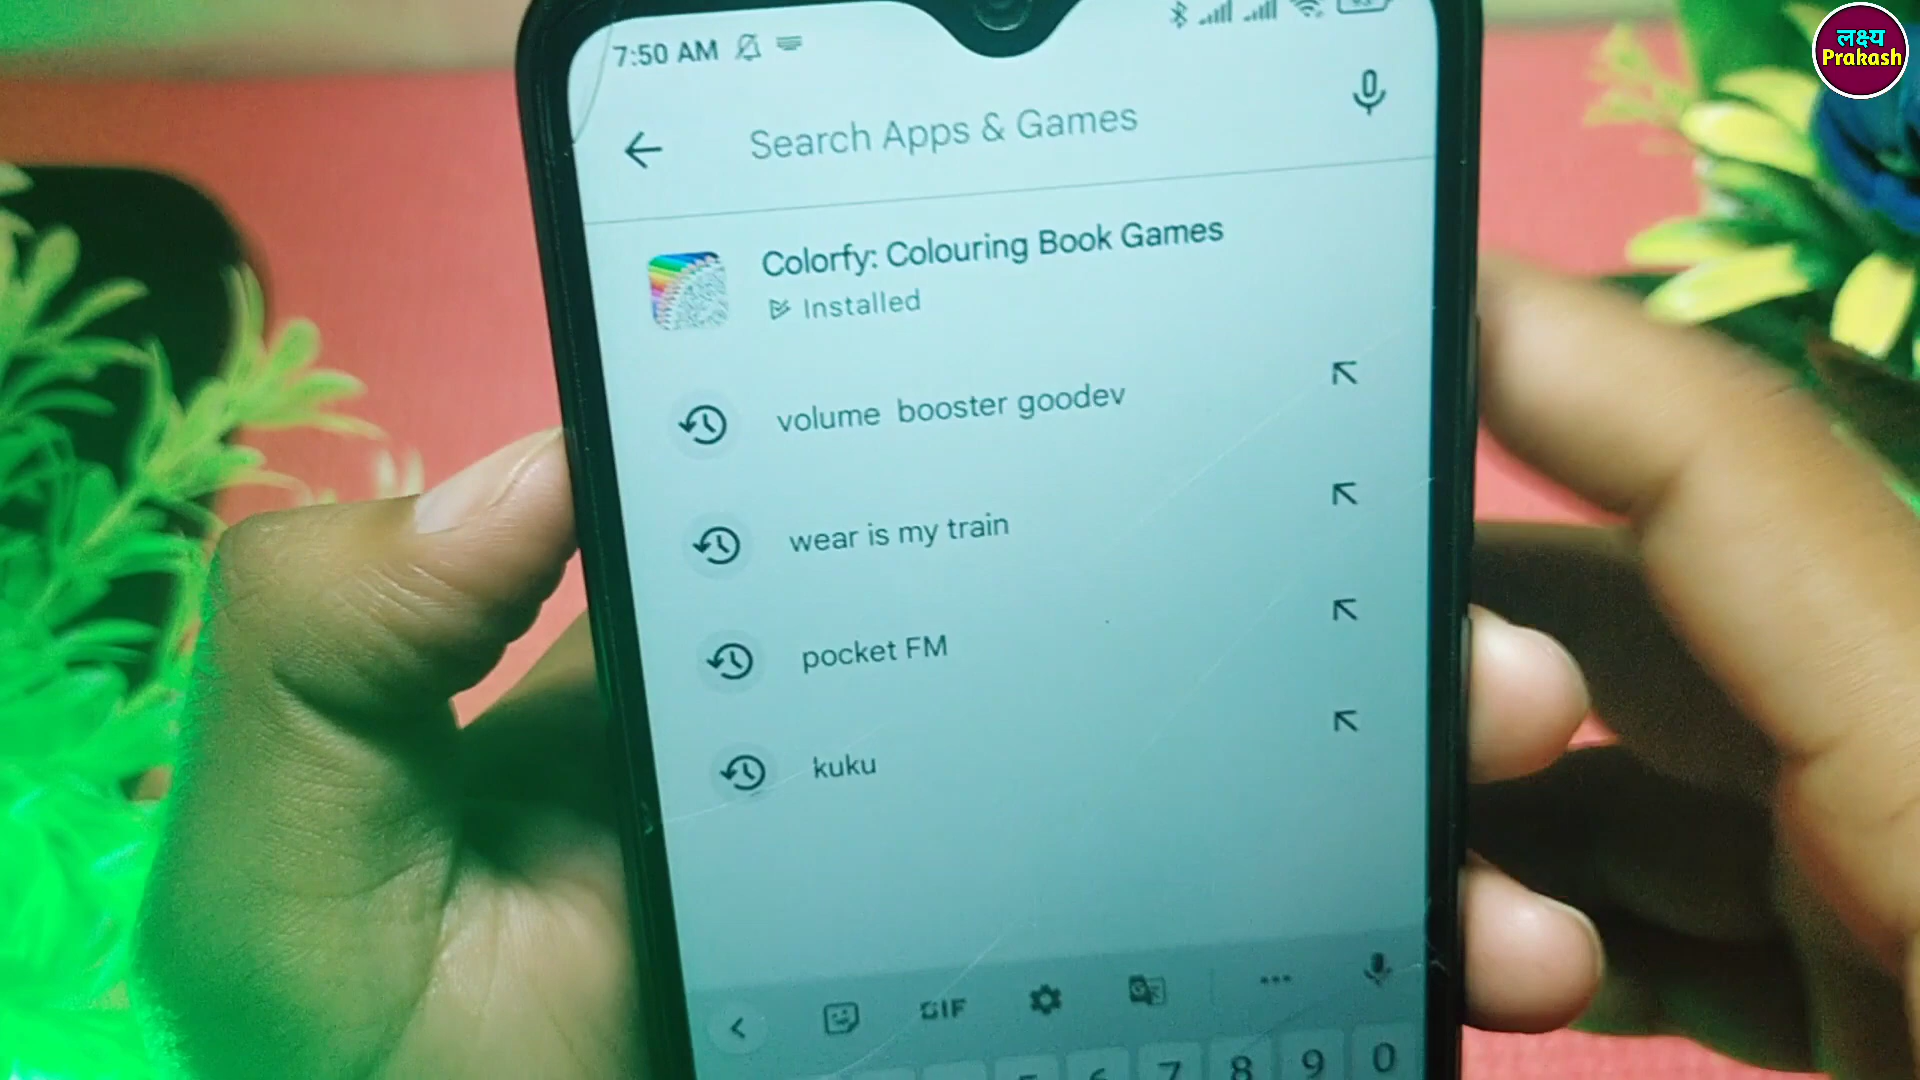 लक्ष्य
Prakash
7:50 AM
Search Apps & Games
Colorfy: Colouring Book Games
Installed
volume booster goodev
wear is my train
pocket FM
kuku
GIF
7 8 9 0